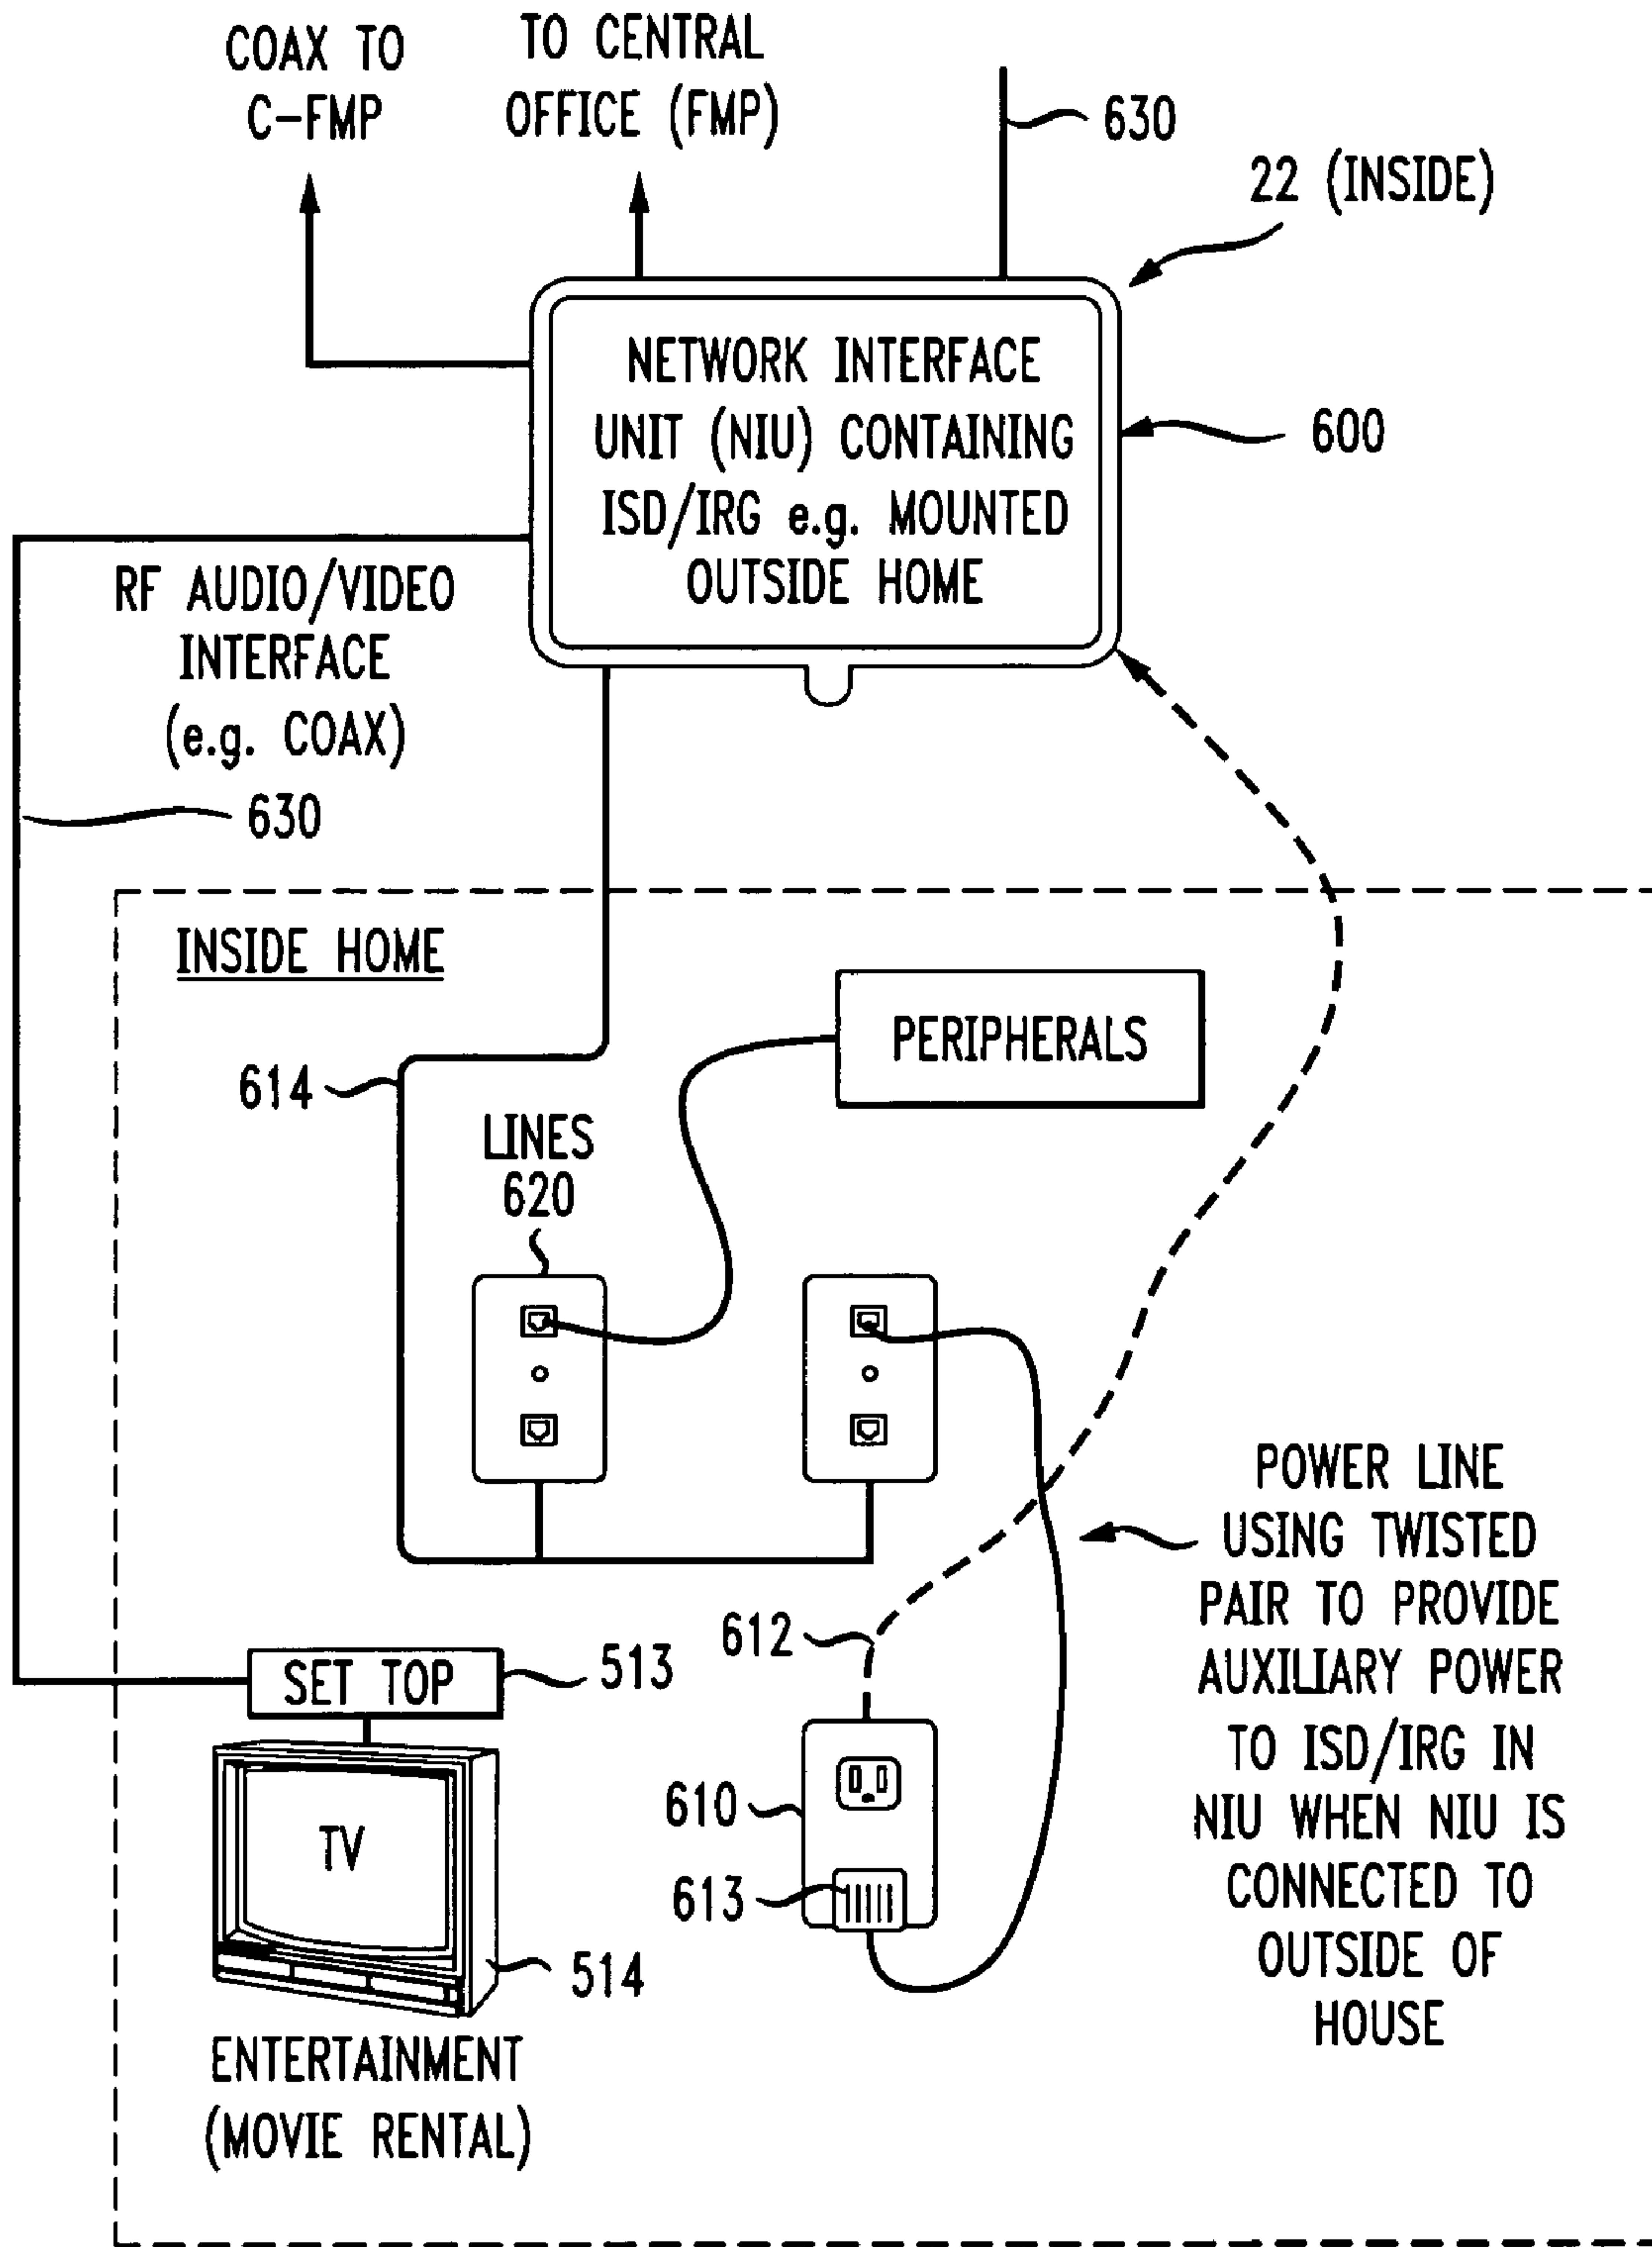 COAX TO
C-FMP
TO CENTRAL
OFFICE (FMP)
630
22 (INSIDE)
NETWORK INTERFACE
UNIT (NIU) CONTAINING
ISD/IRG e.g. MOUNTED
OUTSIDE HOME
600
RF AUDIO/VIDEO
INTERFACE
(e.g. COAX)
630
INSIDE HOME
PERIPHERALS
614
LINES
620
POWER LINE
USING TWISTED
PAIR TO PROVIDE
AUXILIARY POWER
TO ISD/IRG IN
NIU WHEN NIU IS
CONNECTED TO
OUTSIDE OF
HOUSE
612
SET TOP
513
610
TV
613
514
ENTERTAINMENT
(MOVIE RENTAL)